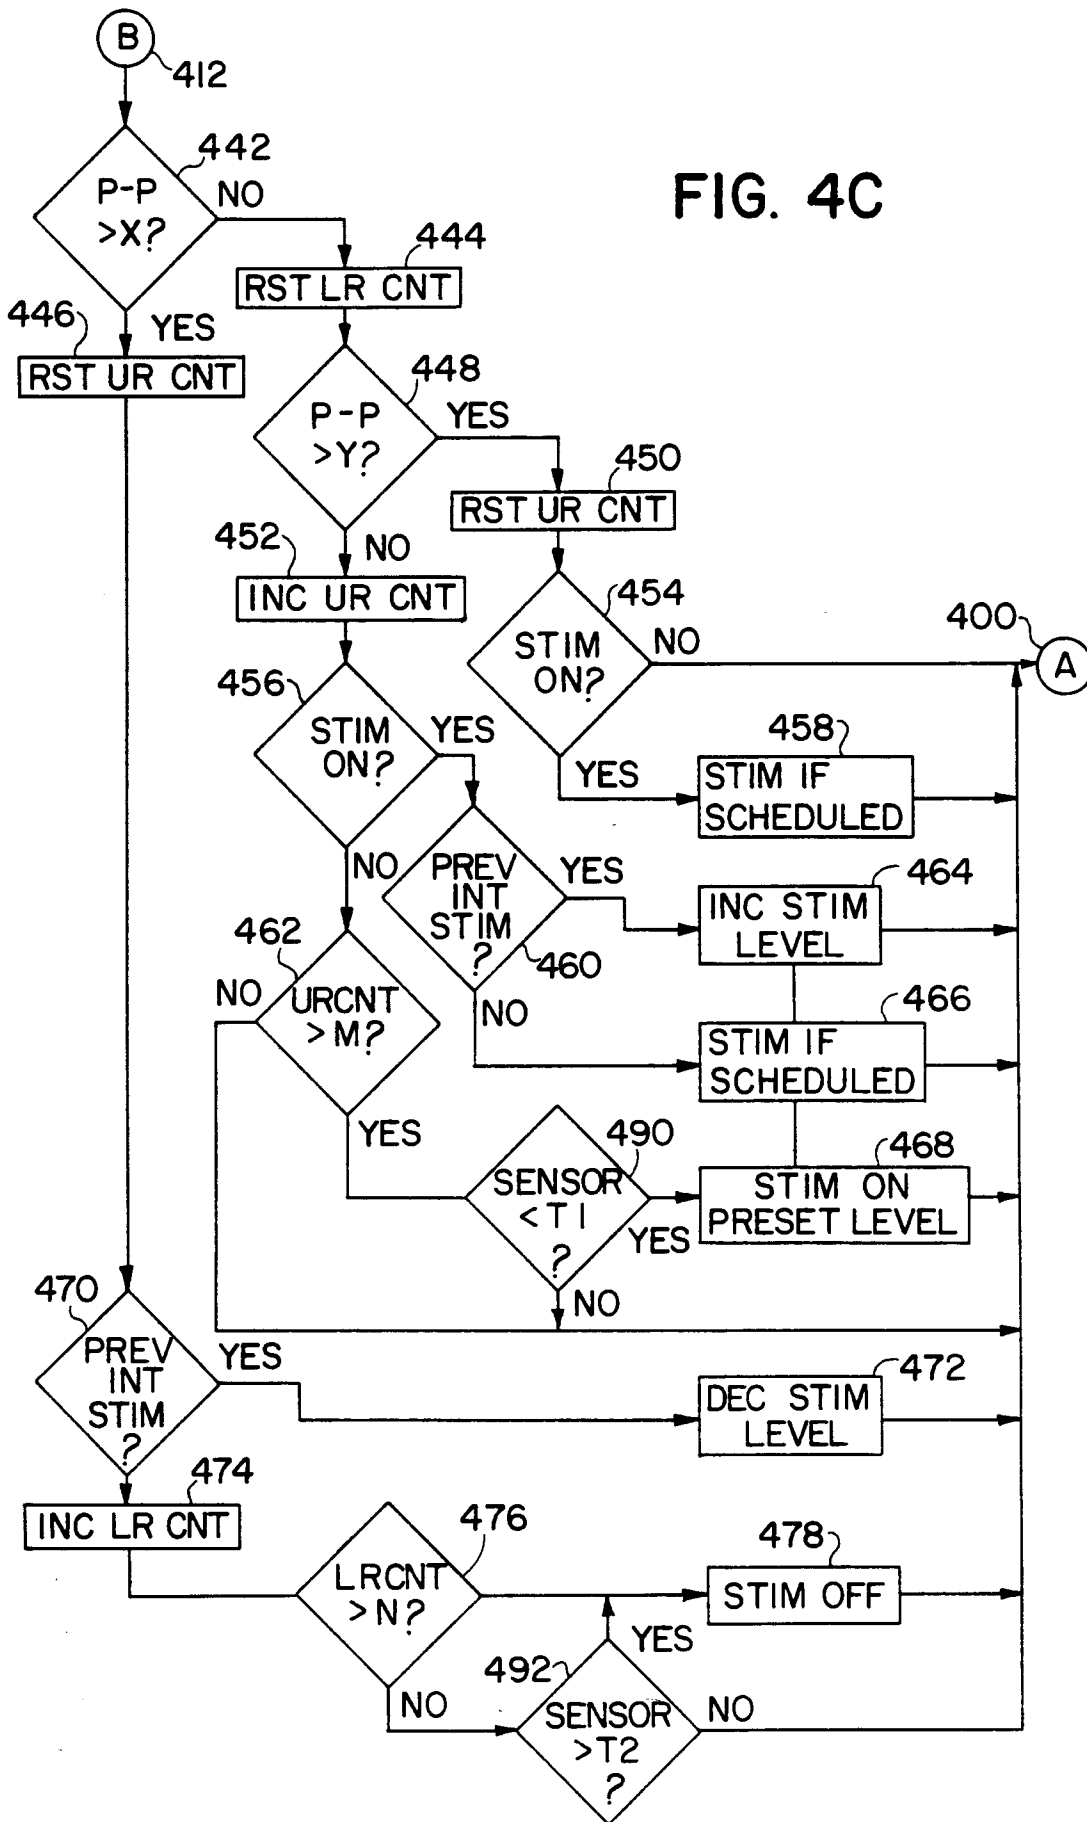 B
412
442
P-P
>X?
NO
FIG. 4C
444
RST LR CNT
446
YES
RST UR CNT
448
P-P
>Y?
YES
450
RST UR CNT
452
NO
INC UR CNT
454
STIM
ON?
NO
400
A
456
STIM
ON?
YES
458
YES
STIM IF
SCHEDULED
NO
PREV
INT
STIM
?
YES
460
464
INC STIM
LEVEL
462
NO
URCNT
>M?
NO
466
STIM IF
SCHEDULED
YES
490
SENSOR
<T1
?
YES
468
STIM ON
PRESET LEVEL
NO
470
PREV
INT
STIM
?
YES
472
DEC STIM
LEVEL
474
INC LR CNT
476
LRCNT
>N?
478
STIM OFF
YES
492
NO
SENSOR
>T2
?
NO